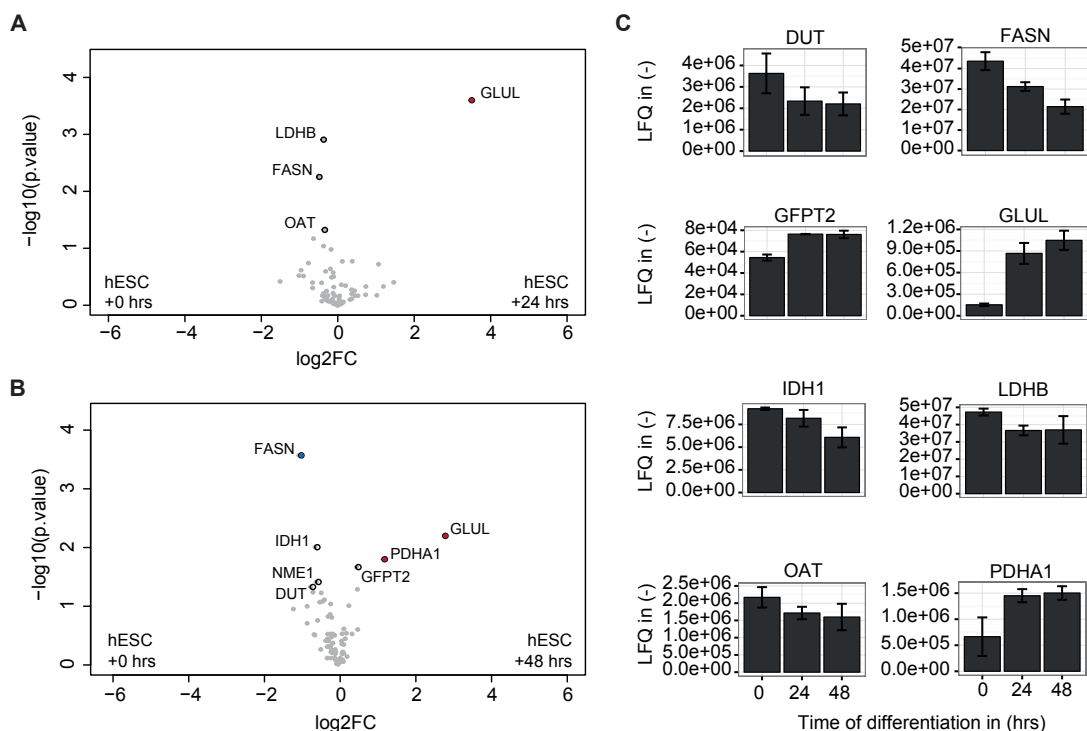 A
−log10(p.value)
4
3
2
1
0
GLUL
LDHB
FASN
OAT
hESC
+0 hrs
hESC
+24 hrs
−6 −4 −2 0 2 4 6
log2FC
B
−log10(p.value)
4
3
2
1
0
FASN
IDH1
GLUL
PDHA1
NME1
GFPT2
DUT
hESC
+0 hrs
hESC
+48 hrs
−6 −4 −2 0 2 4 6
log2FC
C
DUT
LFQ in (-)
4e+06
3e+06
2e+06
1e+06
0e+00
FASN
5e+07
4e+07
3e+07
2e+07
1e+07
0e+00
GFPT2
LFQ in (-)
8e+04
6e+04
4e+04
2e+04
0e+00
GLUL
1.2e+06
9.0e+05
6.0e+05
3.0e+05
0.0e+00
IDH1
LFQ in (-)
7.5e+06
5.0e+06
2.5e+06
0.0e+00
LDHB
5e+07
4e+07
3e+07
2e+07
1e+07
0e+00
OAT
LFQ in (-)
2.5e+06
2.0e+06
1.5e+06
1.0e+06
5.0e+05
0.0e+00
0 24 48
PDHA1
1.5e+06
1.0e+06
5.0e+05
0.0e+00
0 24 48
Time of differentiation in (hrs)